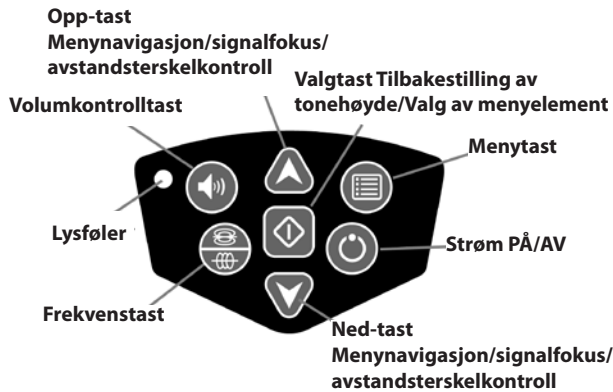 Opp-tast
Menynavigasjon/signalfokus/
avstandsterskelkontroll
Valgtast Tilbakestilling av
tonehøyde/Valg av menyelement
Volumkontrolltast
Menytast
Lysføler
Strøm PÅ/AV
Frekvenstast
Ned-tast
Menynavigasjon/signalfokus/
avstandsterskelkontroll